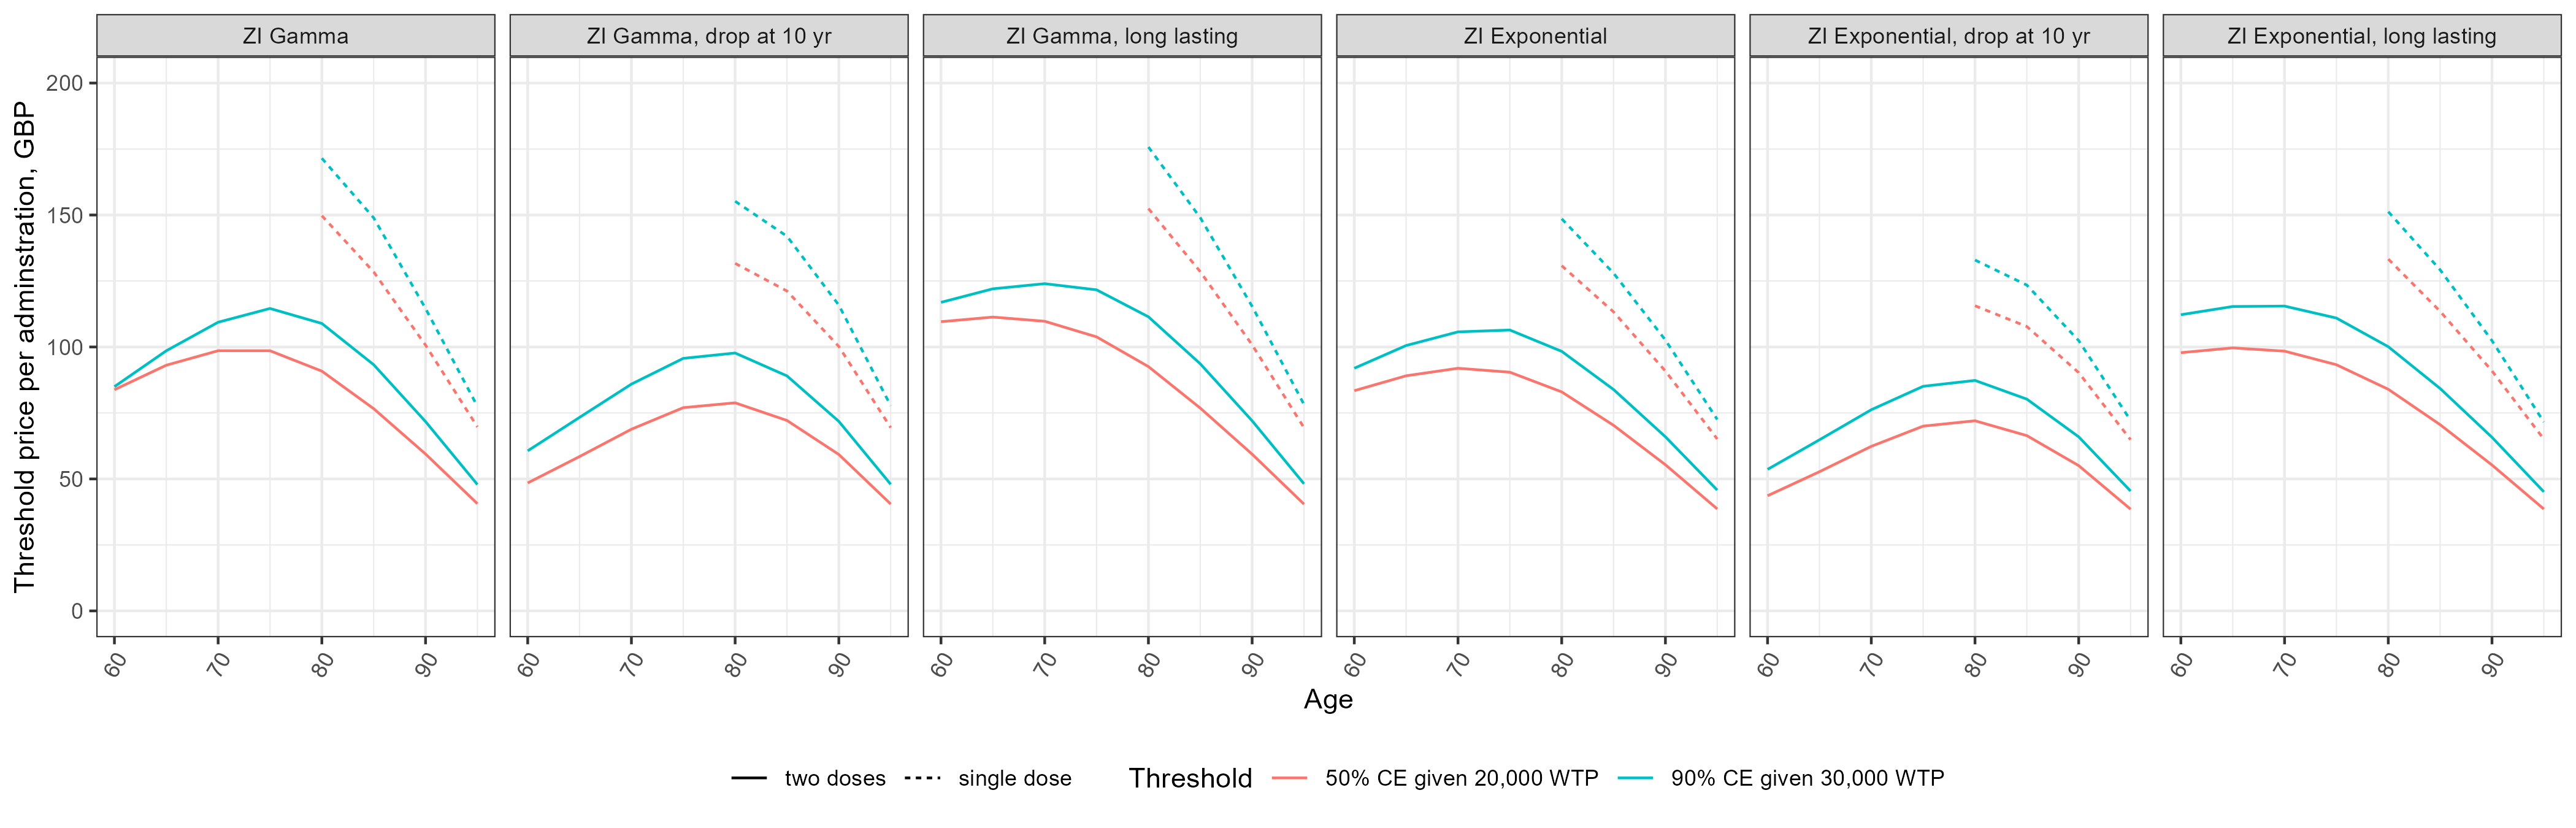 ZI Gamma
ZI Gamma, drop at 10 yr
ZI Gamma, long lasting
ZI Exponential
ZI Exponential, drop at 10 yr
ZI Exponential, long lasting
Threshold price per adminstration, GBP
200
150
100
50
0
60 70 80 90
60 70 80 90
60 70 80 90
60 70 80 90
60 70 80 90
60 70 80 90
Age
two doses single dose Threshold 50% CE given 20,000 WTP 90% CE given 30,000 WTP